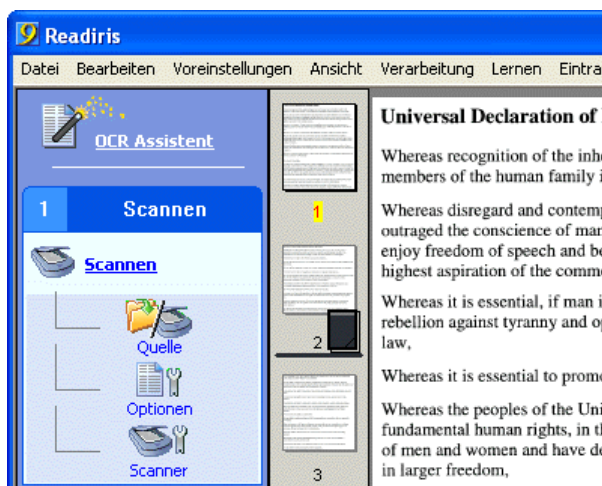 9 Readiris
Datei Bearbeiten Voreinstellungen Ansicht Verarbeitung Lernen Eintra
OCR Assistent
1 Scannen
Scannen
Quelle
Optionen
Scanner
1
2
3
Universal Declaration of
Whereas recognition of the inhe
members of the human family i
Whereas disregard and contemp
outraged the conscience of man
enjoy freedom of speech and be
highest aspiration of the commo
Whereas it is essential, if man i
rebellion against tyranny and op
law,
Whereas it is essential to promo
Whereas the peoples of the Uni
fundamental human rights, in th
of men and women and have de
in larger freedom,